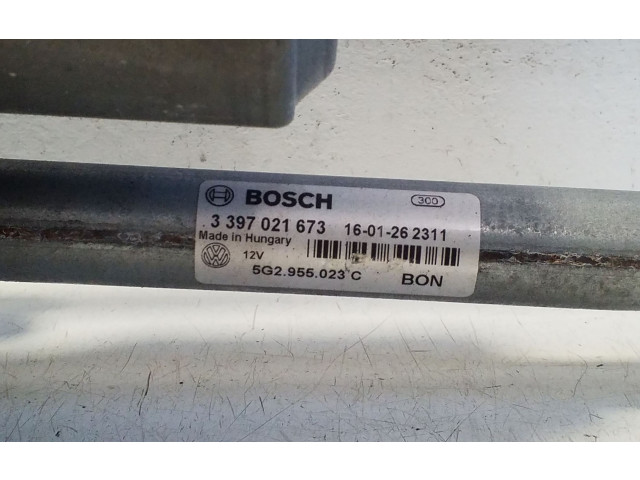 BOSCH 300
3 397 021 673 16-01-26 2311
Made in Hungary
12V
5G2.955.023 C BON